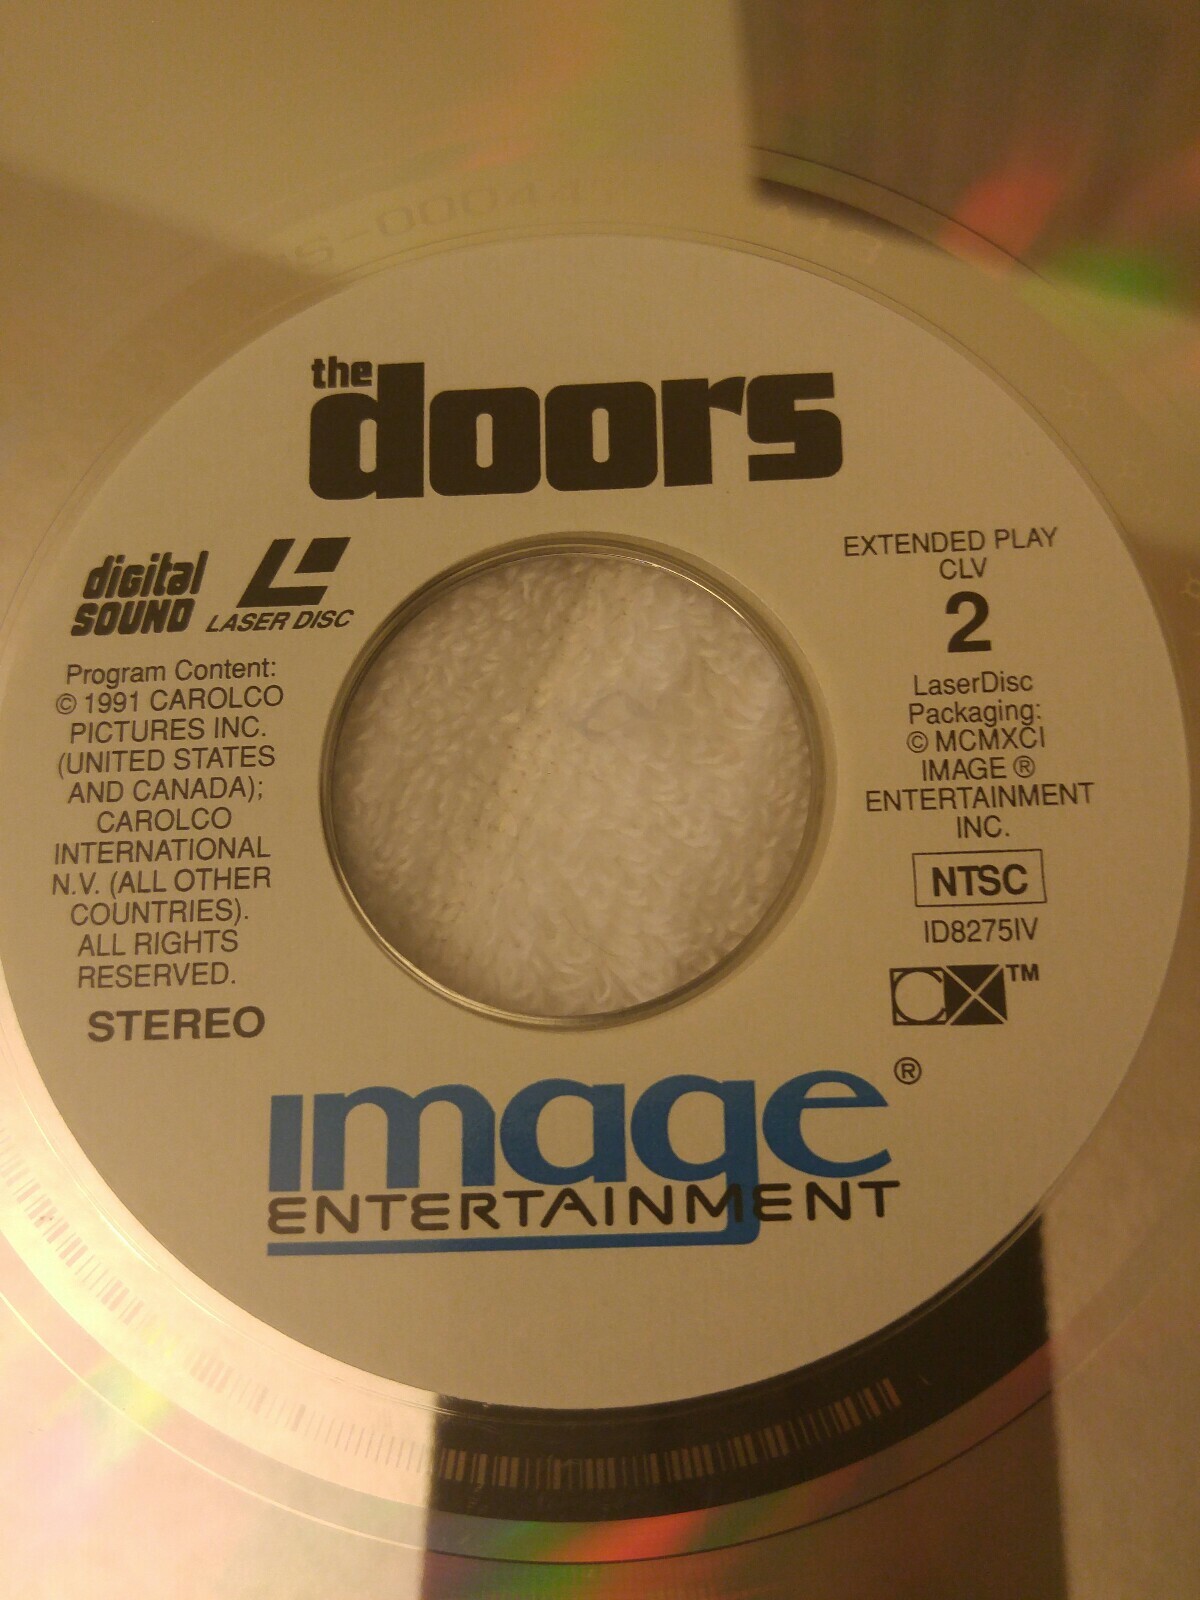 the
doors
digital
SOUND
LASER DISC
Program Content:
© 1991 CAROLCO
PICTURES INC.
(UNITED STATES
AND CANADA);
CAROLCO
INTERNATIONAL
N.V. (ALL OTHER
COUNTRIES).
ALL RIGHTS
RESERVED.
STEREO
EXTENDED PLAY
CLV
2
LaserDisc
Packaging:
© MCMXCI
IMAGE ®
ENTERTAINMENT
INC.
NTSC
ID8275IV
CX™
image®
ENTERTAINMENT